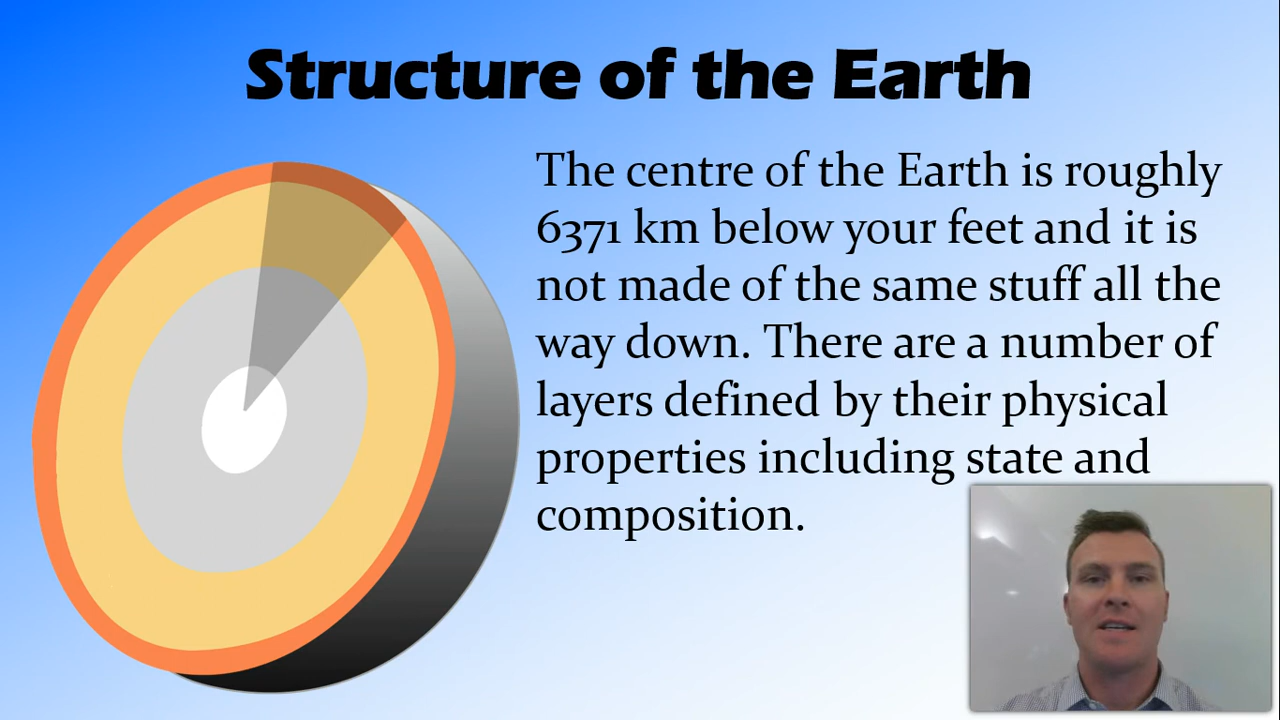 Structure of the Earth
The centre of the Earth is roughly
6371 km below your feet and it is
not made of the same stuff all the
way down. There are a number of
layers defined by their physical
properties including state and
composition.